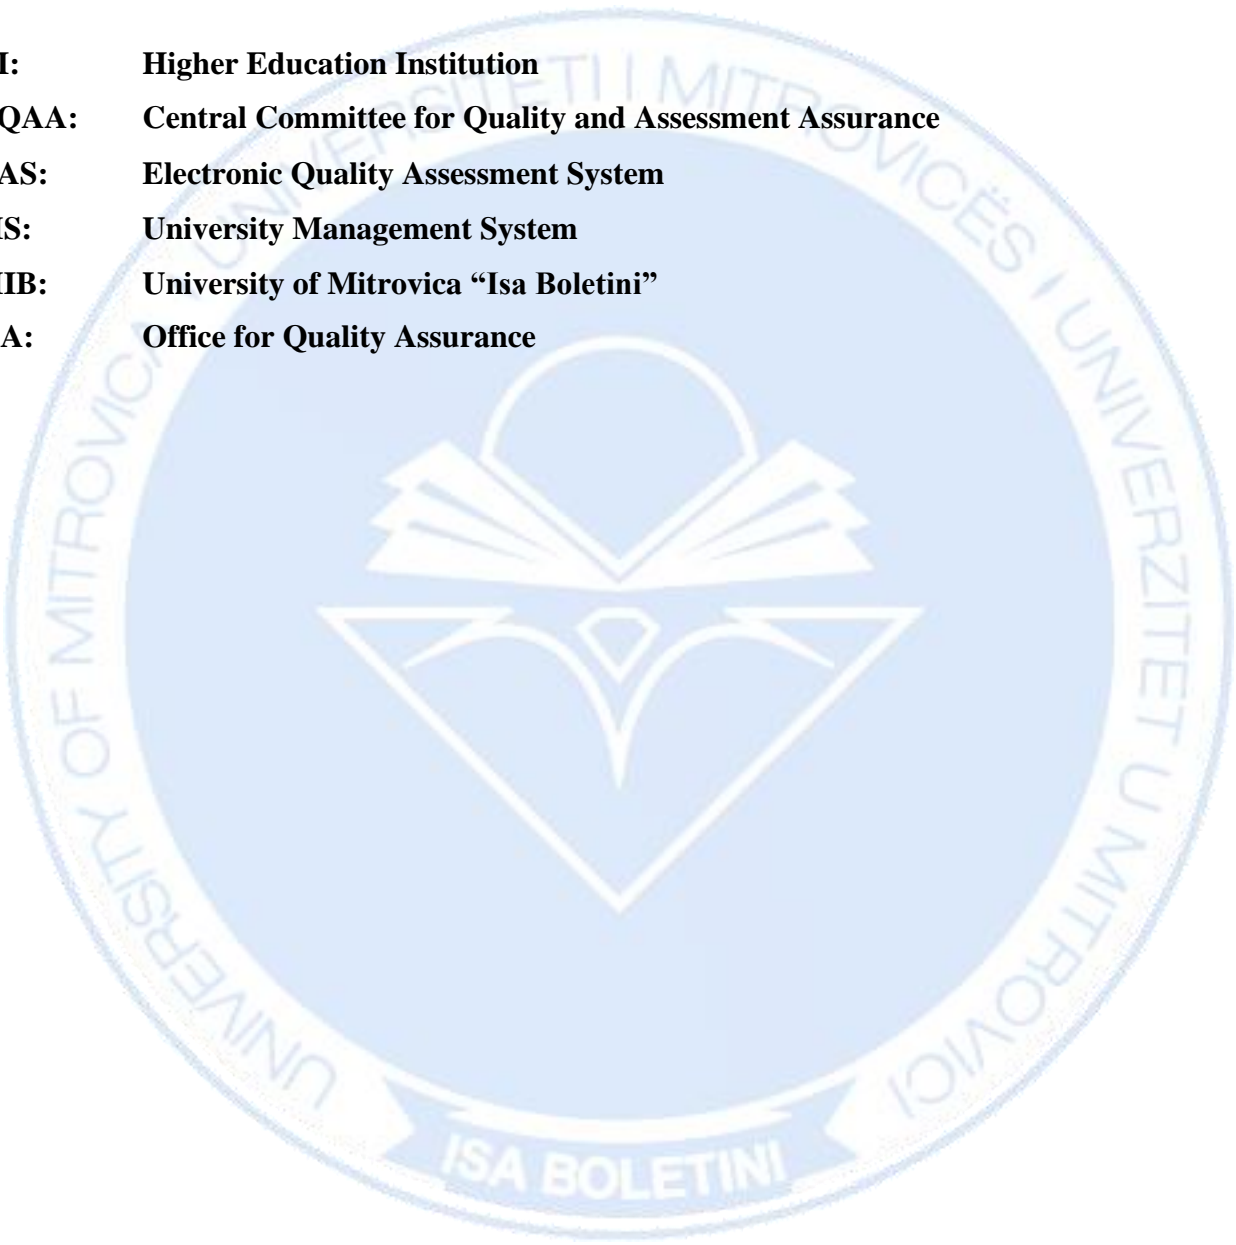 I: Higher Education Institution
QAA: Central Committee for Quality and Assessment Assurance
AS: Electronic Quality Assessment System
IS: University Management System
IIB: University of Mitrovica “Isa Boletini”
A: Office for Quality Assurance
UNIVERSITETI I MITROVICËS
UNIVERZITET U MITROVICI
UNIVERSITY OF MITROVICA
ISA BOLETINI